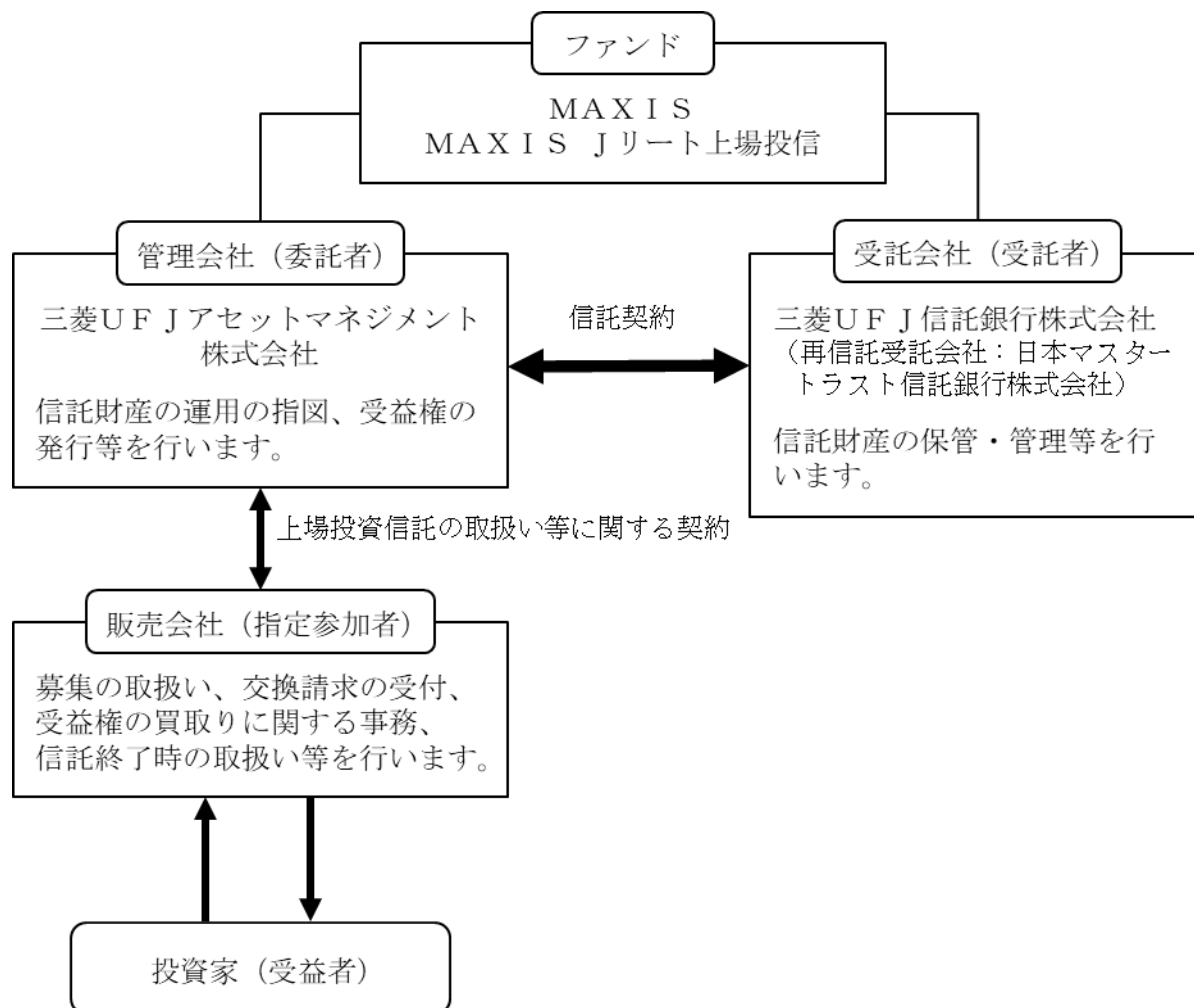 ファンド
MAXIS
MAXIS Jリート上場投信
管理会社（委託者）
三菱UFJアセットマネジメント
株式会社
信託財産の運用の指図、受益権の
発行等を行います。
信託契約
受託会社（受託者）
三菱UFJ信託銀行株式会社
（再信託受託会社：日本マスター
トラスト信託銀行株式会社）
信託財産の保管・管理等を行
います。
上場投資信託の取扱い等に関する契約
販売会社（指定参加者）
募集の取扱い、交換請求の受付、
受益権の買取りに関する事務、
信託終了時の取扱い等を行います。
投資家（受益者）